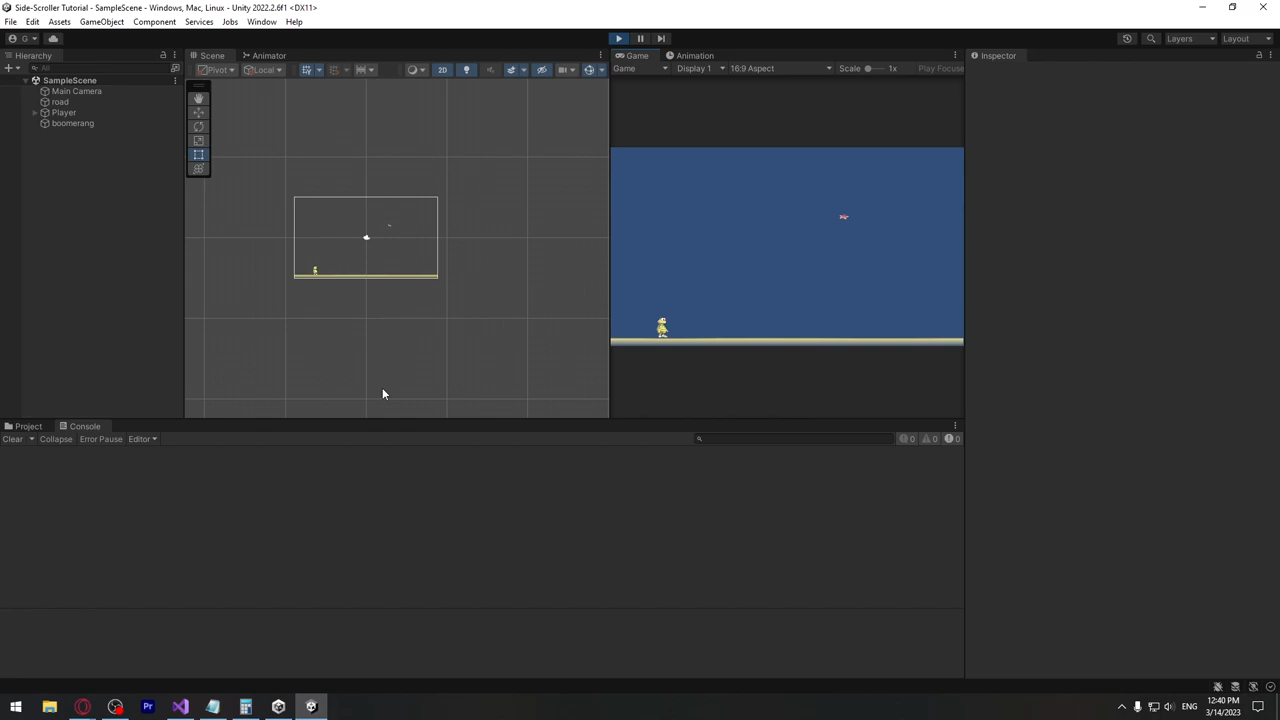 Side-Scroller Tutorial - SampleScene - Windows, Mac, Linux - Unity 2022.2.6f1 <DX11>
File Edit Assets GameObject Component Services Jobs Window Help
G Layers Layout
Hierarchy Scene Animator Game Animation Inspector
All Pivot Local 2D Game Display 1 16:9 Aspect Scale 1x Play Focused
SampleScene
Main Camera
road
Player
boomerang
Project Console
Clear Collapse Error Pause Editor 0 0 0
Pr ENG 12:40 PM
3/14/2023